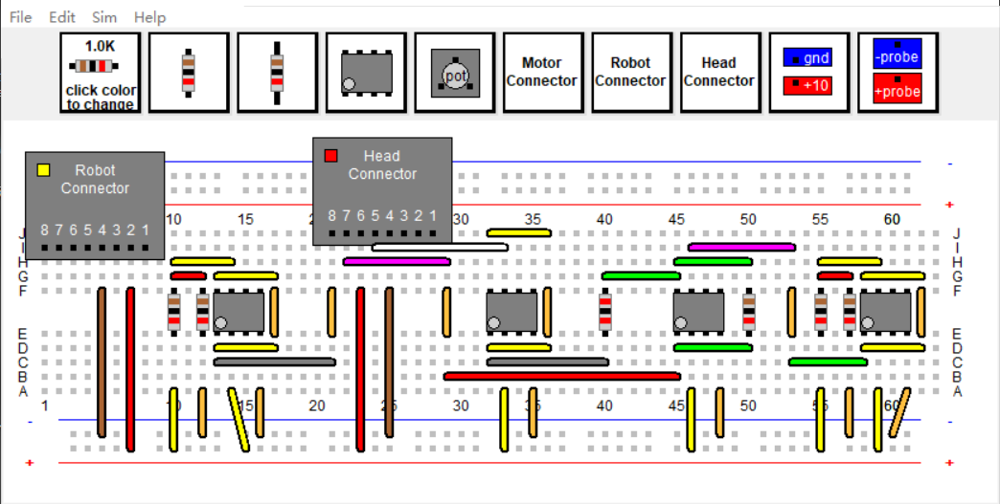 File Edit Sim Help
1.0K
click color
to change
pot
Motor
Connector
Robot
Connector
Head
Connector
gnd
+10
-probe
+probe
Robot
Connector
8 7 6 5 4 3 2 1
Head
Connector
8 7 6 5 4 3 2 1
-
+ +
10 15 2 30 35 40 45 50 55 60
J J
I I
H H
G G
F F
E E
D D
C C
B B
A A
1 10 15 20 25 30 35 40 45 50 55 60
- -
+ +